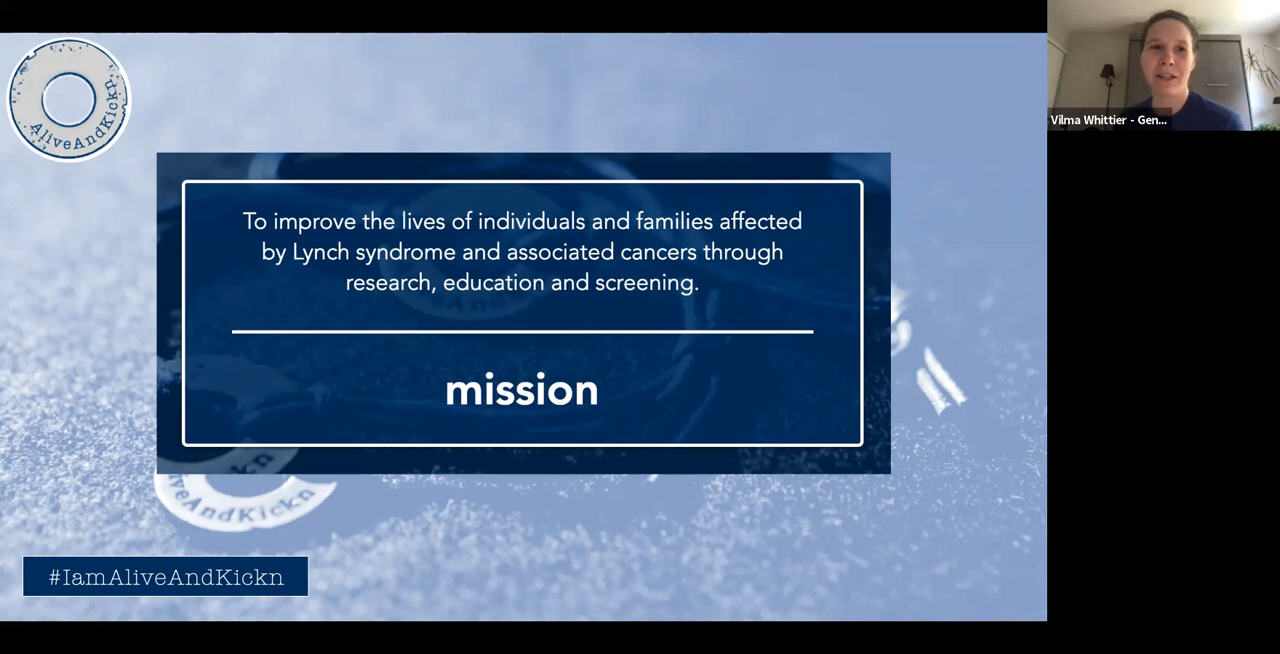 AliveAndKickn
Vilma Whittier - Gen...
To improve the lives of individuals and families affected
by Lynch syndrome and associated cancers through
research, education and screening.
mission
AliveAndKickn
#IamAliveAndKickn